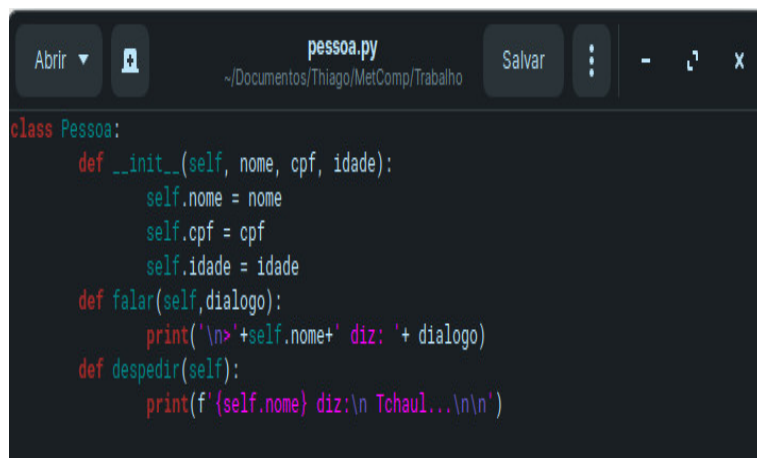 Abrir
pessoa.py
~/Documentos/Thiago/MetComp/Trabalho
Salvar
class Pessoa:
def __init__(self, nome, cpf, idade):
self.nome = nome
self.cpf = cpf
self.idade = idade
def falar(self,dialogo):
print('\n>'+self.nome+' diz: '+ dialogo)
def despedir(self):
print(f'{self.nome} diz:\n Tchaul...\n\n')